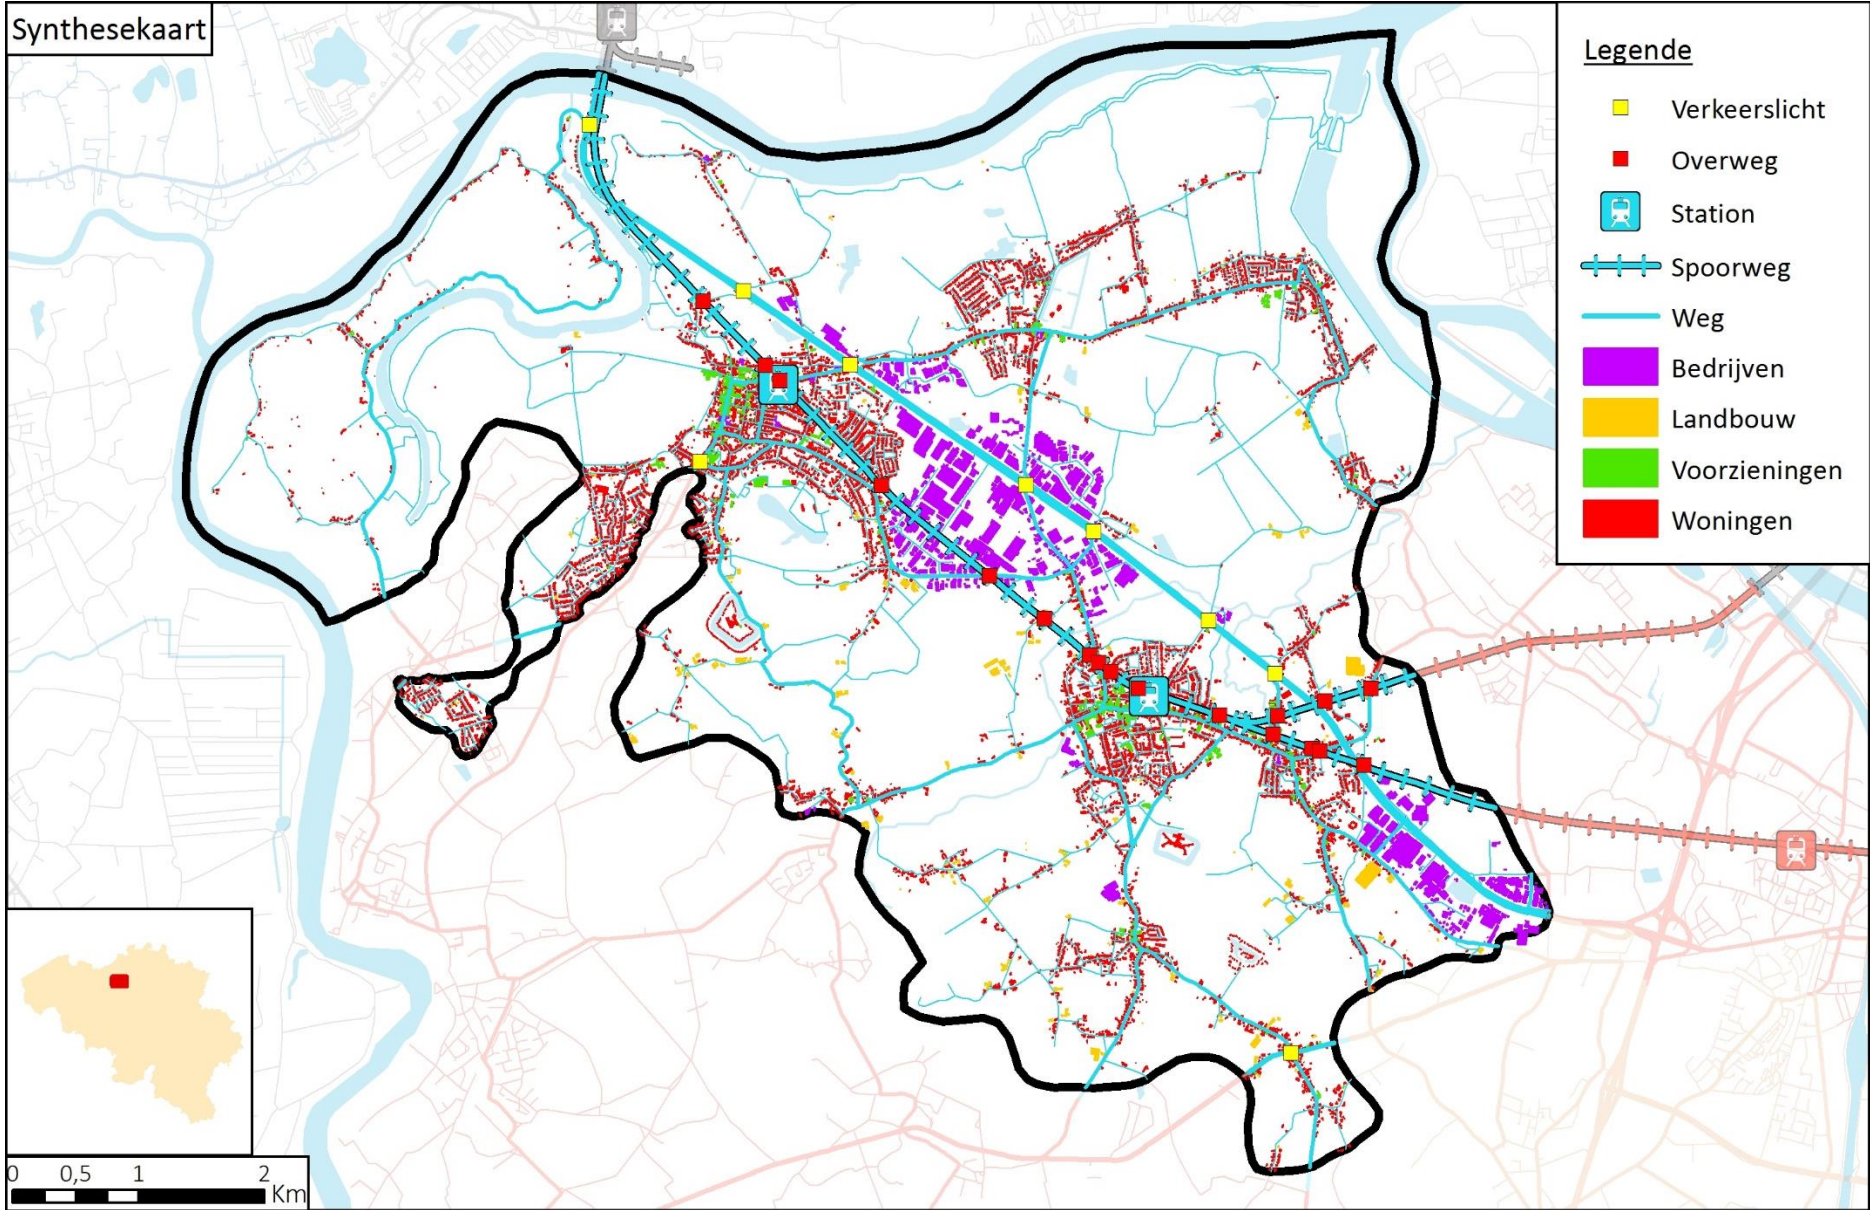 Synthesekaart
Legende
Verkeerslicht
Overweg
Station
Spoorweg
Weg
Bedrijven
Landbouw
Voorzieningen
Woningen
0 0,5 1 2
Km